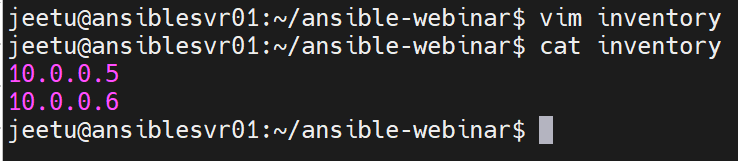 jeetu@ansiblesvr01:~/ansible-webinar$ vim inventory
jeetu@ansiblesvr01:~/ansible-webinar$ cat inventory
10.0.0.5
10.0.0.6
jeetu@ansiblesvr01:~/ansible-webinar$